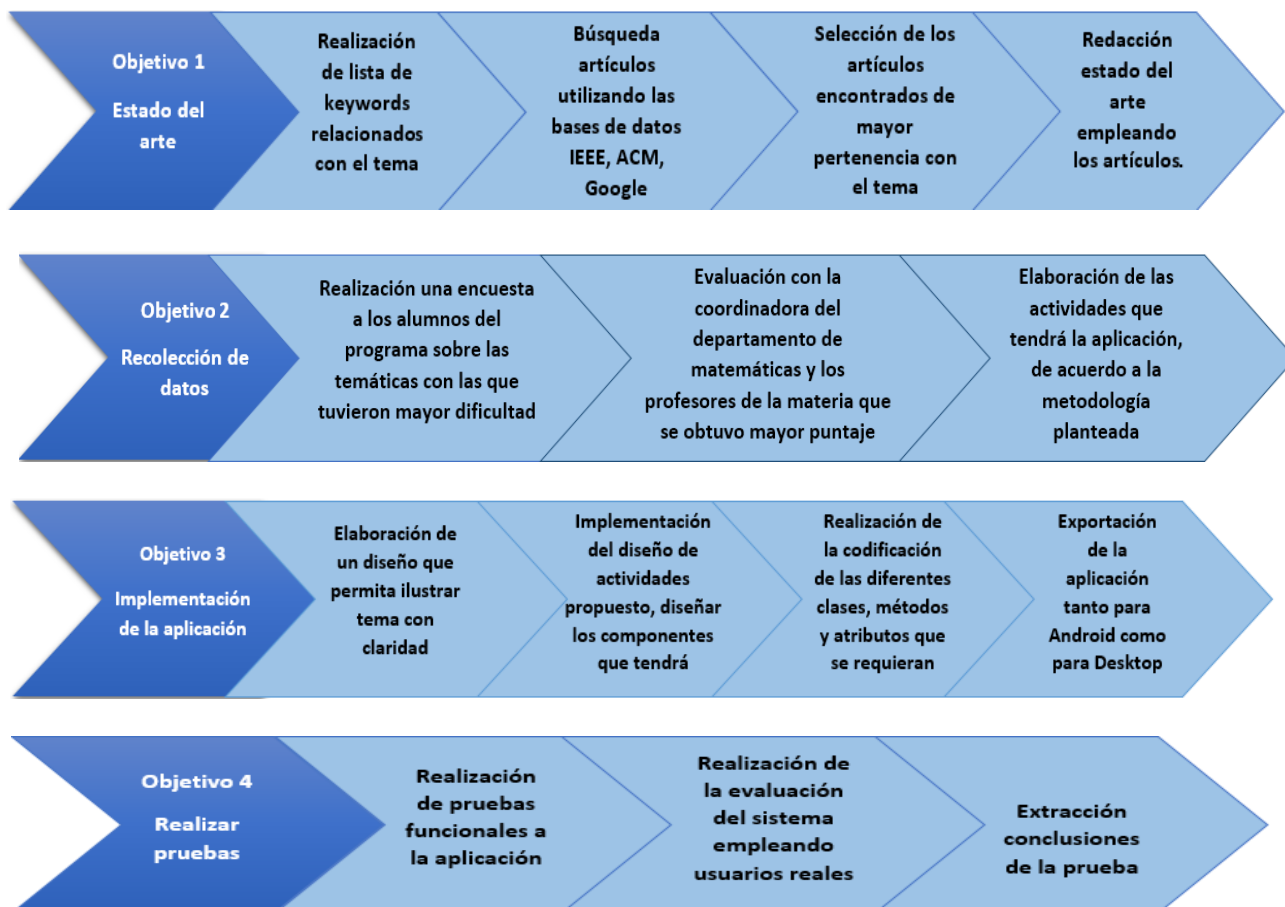 Objetivo 1
Estado del
arte
Realización
de lista de
keywords
relacionados
con el tema
Búsqueda
artículos
utilizando las
bases de datos
IEEE, ACM,
Google
Selección de los
artículos
encontrados de
mayor
pertenencia con
el tema
Redacción
estado del
arte
empleando
los artículos.
Objetivo 2
Recolección de
datos
Realización una encuesta
a los alumnos del
programa sobre las
temáticas con las que
tuvieron mayor dificultad
Evaluación con la
coordinadora del
departamento de
matemáticas y los
profesores de la materia que
se obtuvo mayor puntaje
Elaboración de las
actividades que
tendrá la aplicación,
de acuerdo a la
metodología
planteada
Objetivo 3
Implementación
de la aplicación
Elaboración de
un diseño que
permita ilustrar
tema con
claridad
Implementación
del diseño de
actividades
propuesto, diseñar
los componentes
que tendrá
Realización de
la codificación
de las diferentes
clases, métodos
y atributos que
se requieran
Exportación
de la
aplicación
tanto para
Android como
para Desktop
Objetivo 4
Realizar
pruebas
Realización
de pruebas
funcionales a
la aplicación
Realización de
la evaluación
del sistema
empleando
usuarios reales
Extracción
conclusiones
de la prueba